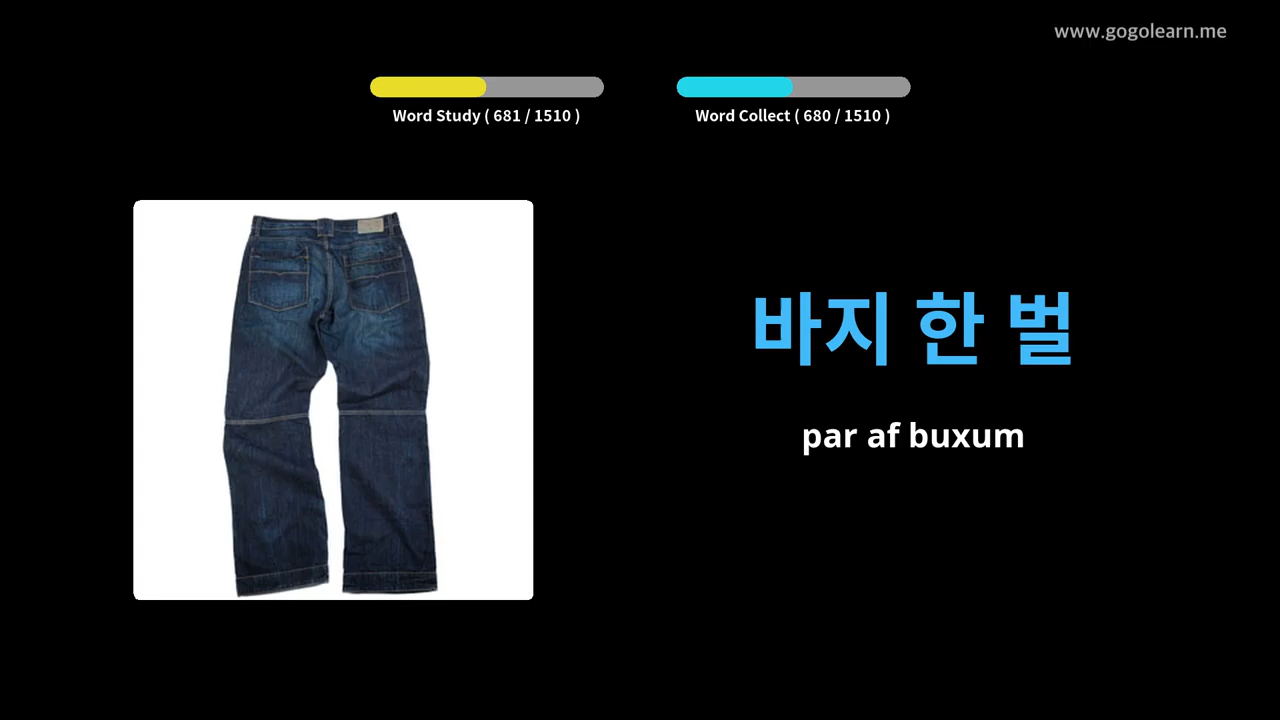 www.gogolearn.me
Word Study ( 681 / 1510 )
Word Collect ( 680 / 1510 )
바지 한 벌
par af buxum